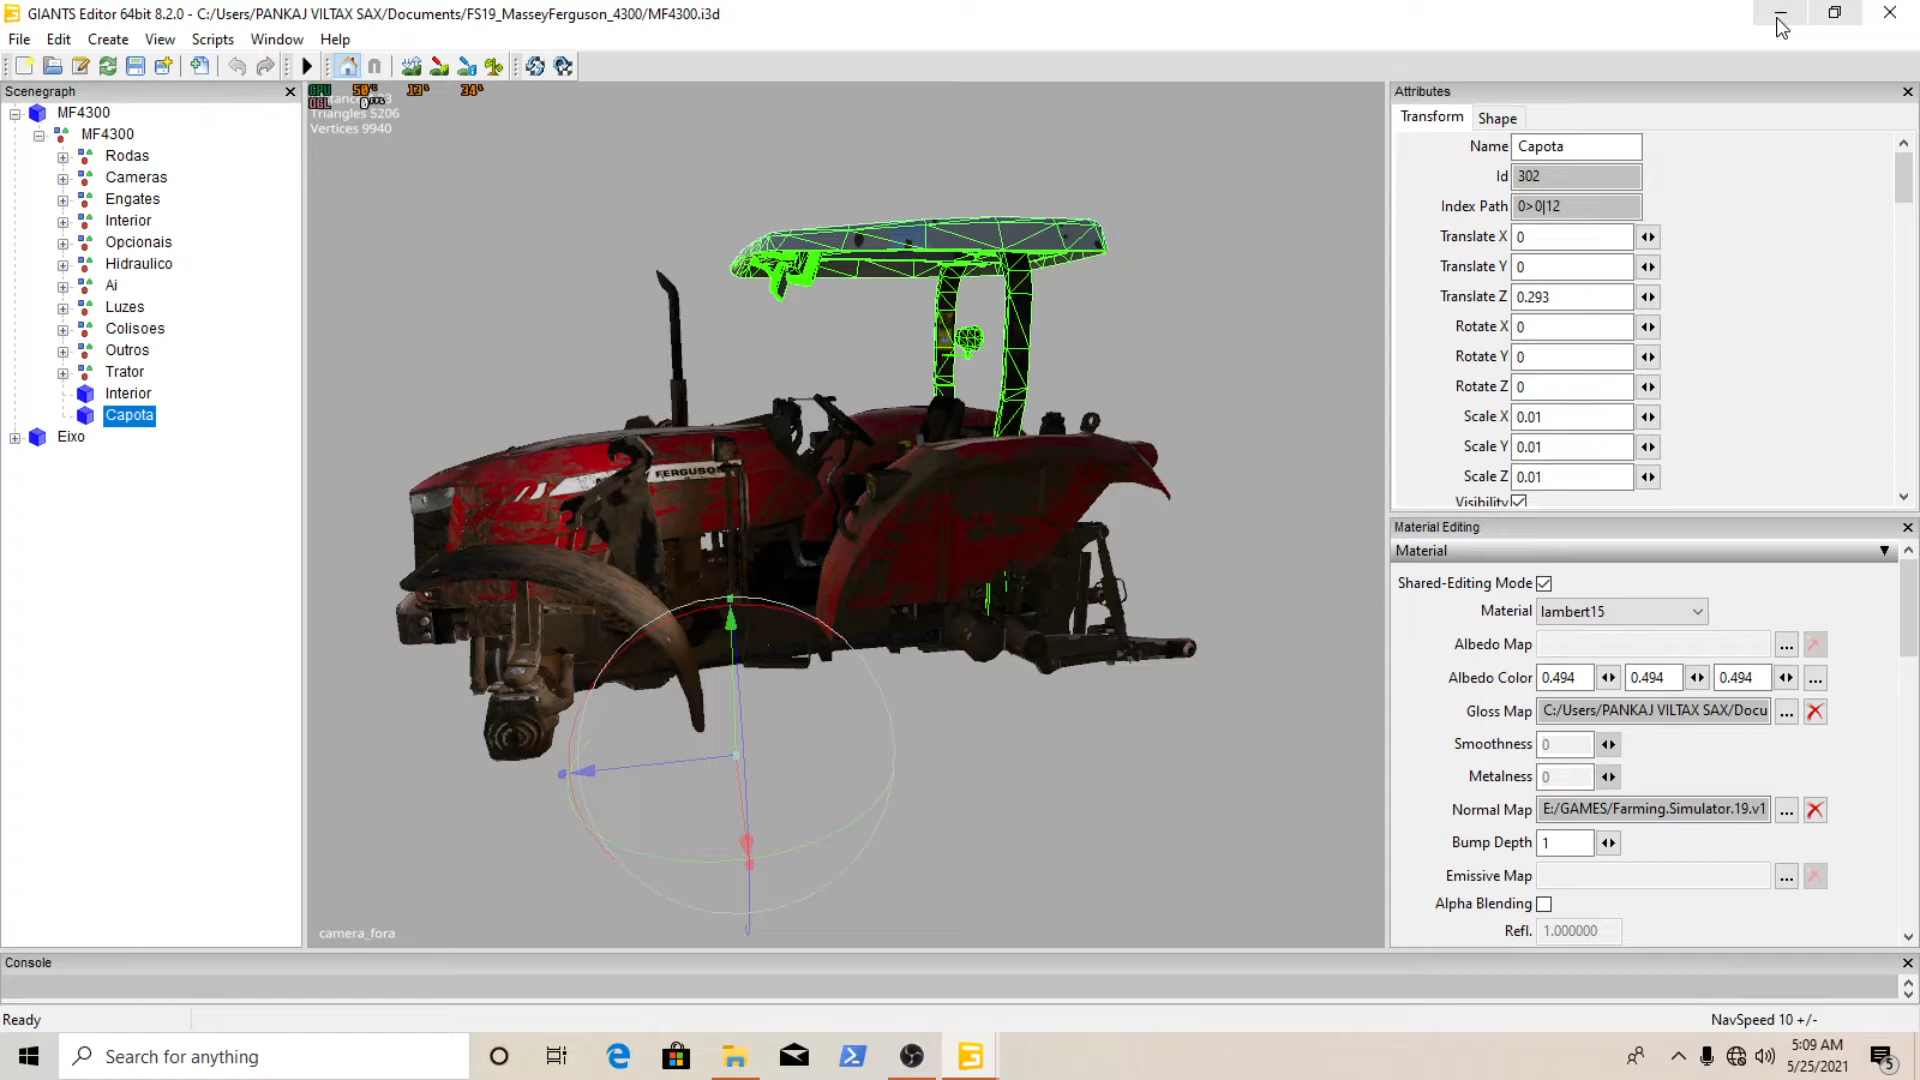 GIANTS Editor 64bit 8.2.0 - C:/Users/PANKAJ VILTAX SAX/Documents/FS19_MasseyFerguson_4300/MF4300.i3d
File Edit Create View Scripts Window Help
Scenegraph
MF4300
MF4300
Rodas
Cameras
Engates
Interior
Opcionais
Hidraulico
Ai
Luzes
Colisoes
Outros
Trator
Interior
Capota
Eixo
GPU 50°C
OGL 0 FPS
Triangles 5206
Vertices 9940
FERGUSON
camera_fora
Attributes
Transform Shape
Name Capota
Id 302
Index Path 0>0|12
Translate X 0
Translate Y 0
Translate Z 0.293
Rotate X 0
Rotate Y 0
Rotate Z 0
Scale X 0.01
Scale Y 0.01
Scale Z 0.01
Visibility
Material Editing
Material
Shared-Editing Mode
Material lambert15
Albedo Map ...
Albedo Color 0.494 0.494 0.494 ...
Gloss Map C:/Users/PANKAJ VILTAX SAX/Docu ...
Smoothness 0
Metalness 0
Normal Map E:/GAMES/Farming.Simulator.19.v1 ...
Bump Depth 1
Emissive Map ...
Alpha Blending
Refl. 1.000000
Console
Ready
NavSpeed 10 +/-
Search for anything
5:09 AM
5/25/2021
5